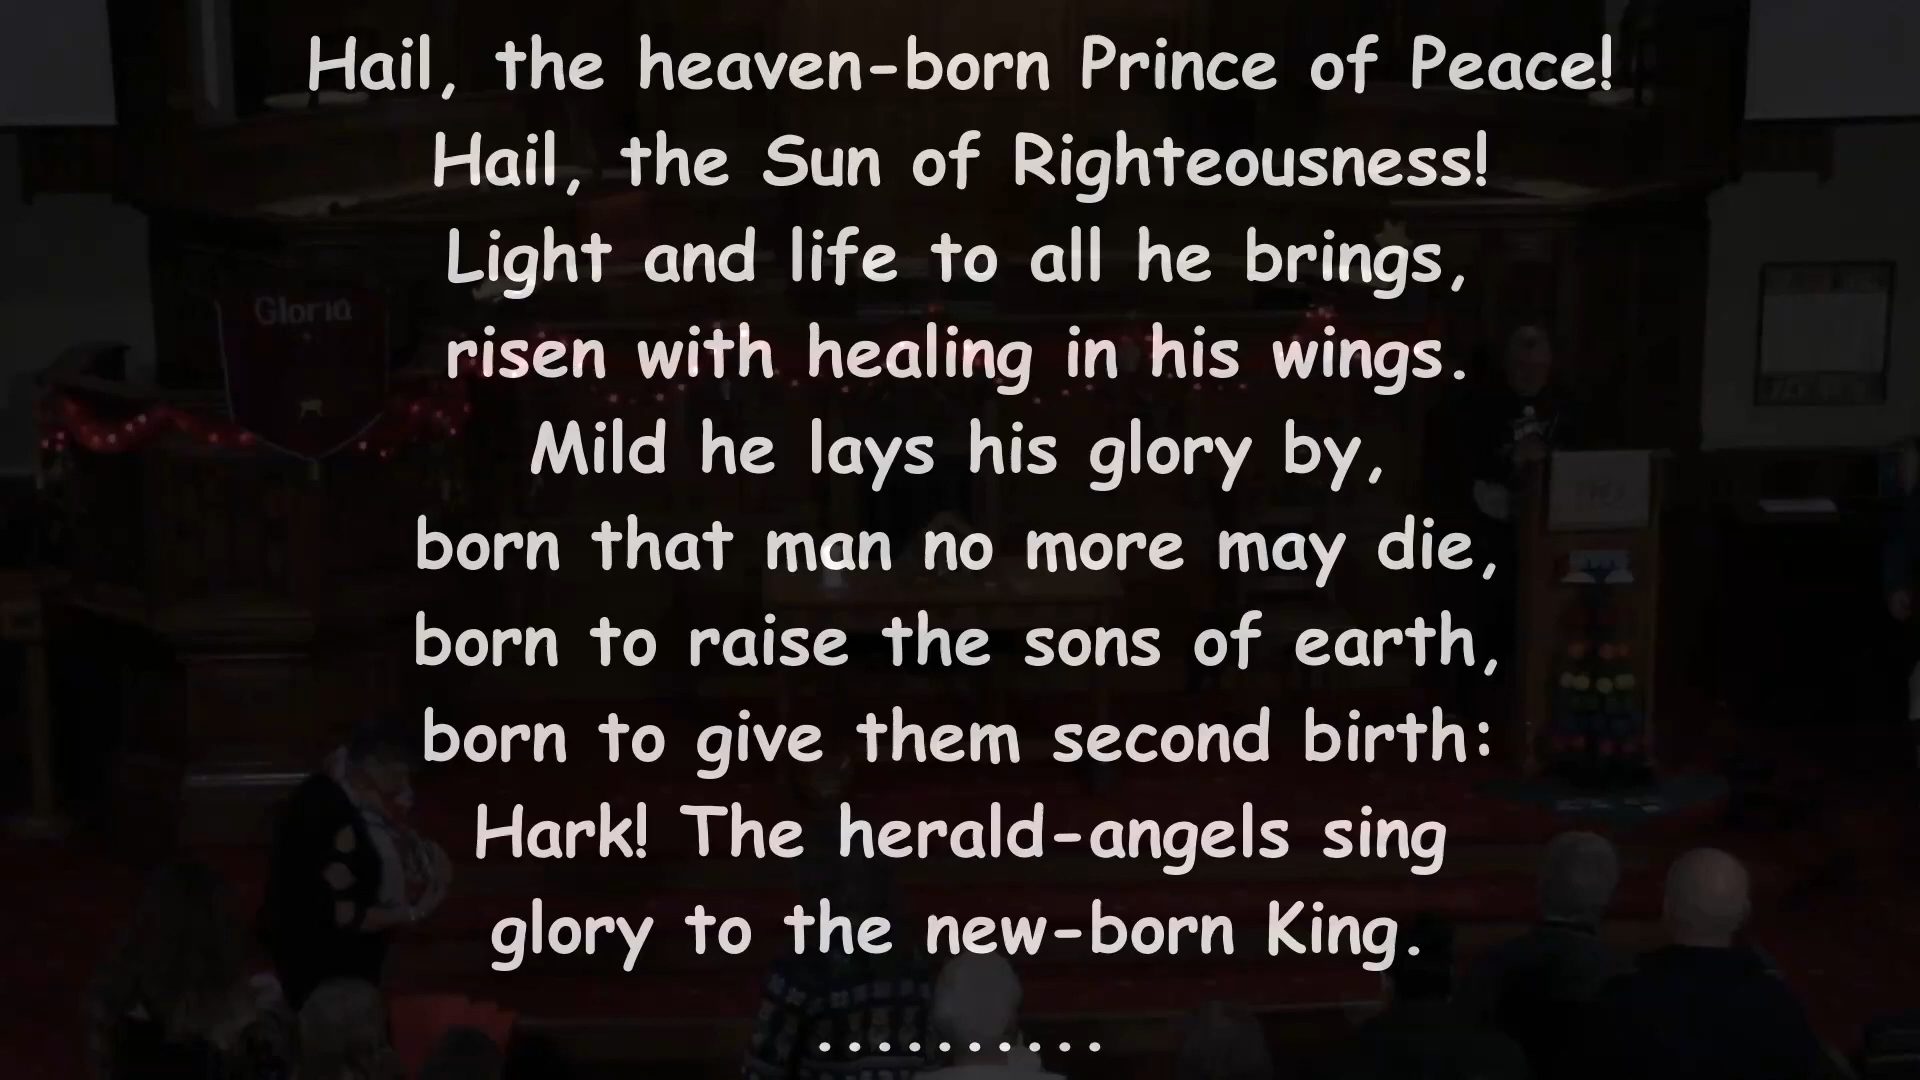 Hail, the heaven-born Prince of Peace!
Hail, the Sun of Righteousness!
Light and life to all he brings,
risen with healing in his wings.
Mild he lays his glory by,
born that man no more may die,
born to raise the sons of earth,
born to give them second birth:
Hark! The herald-angels sing
glory to the new-born King.
..........
Gloria